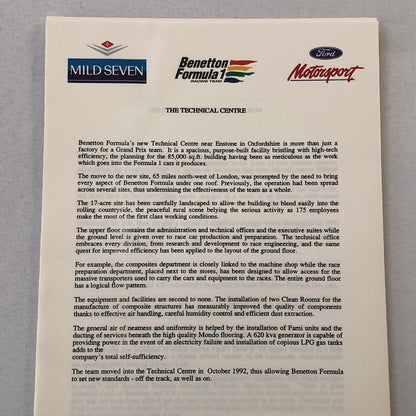 MILD SEVEN
Benetton
Formula 1
RACING TEAM
Ford
Motorsport
THE TECHNICAL CENTRE
Benetton Formula's new Technical Centre near Enstone in Oxfordshire is more than just a
factory for a Grand Prix team. It is a spacious, purpose-built facility bristling with high-tech
efficiency, the planning for the 85,000 sq.ft. building having been as meticulous as the work
which goes into the Formula 1 cars it produces.
The move to the new site, 65 miles north-west of London, was prompted by the need to bring
every aspect of Benetton Formula under one roof. Previously, the operation had been spread
across several sites, thus undermining the team's overall efficiency.
The 17-acre site has been carefully landscaped to allow the building to blend easily into the
rolling countryside, the peaceful rural scene belying the serious activity as 175 employees
make the most of the first class working conditions.
The upper floor contains the administration and technical offices and the executive suites while
the ground level is given over to race car production and preparation. The technical office
embraces every division, from research and development to race engineering, and the same
quest for improved efficiency has been applied to the layout of the ground floor.
For example, the composites department is closely linked to the machine shop while the race
preparation department, placed next to the stores, has been designed to allow access for the
massive transporters used to carry the cars and equipment to the races. The entire ground floor
has a logical flow pattern.
The equipment and facilities are second to none. The installation of two Clean Rooms for the
manufacture of composite structures has measurably improved the quality of components
thanks to effective air handling, careful humidity control and efficient dust extraction.
The general air of neatness and uniformity is helped by the installation of Fami units and the
ducting of services beneath the high quality Mondo flooring. A 620 kva generator is capable of
providing power in the event of an electricity failure and installation of copious LPG gas tanks
adds to the
company's total self-sufficiency.
The team moved into the Technical Centre in October 1992, thus allowing Benetton Formula
to set new standards - off the track, as well as on.